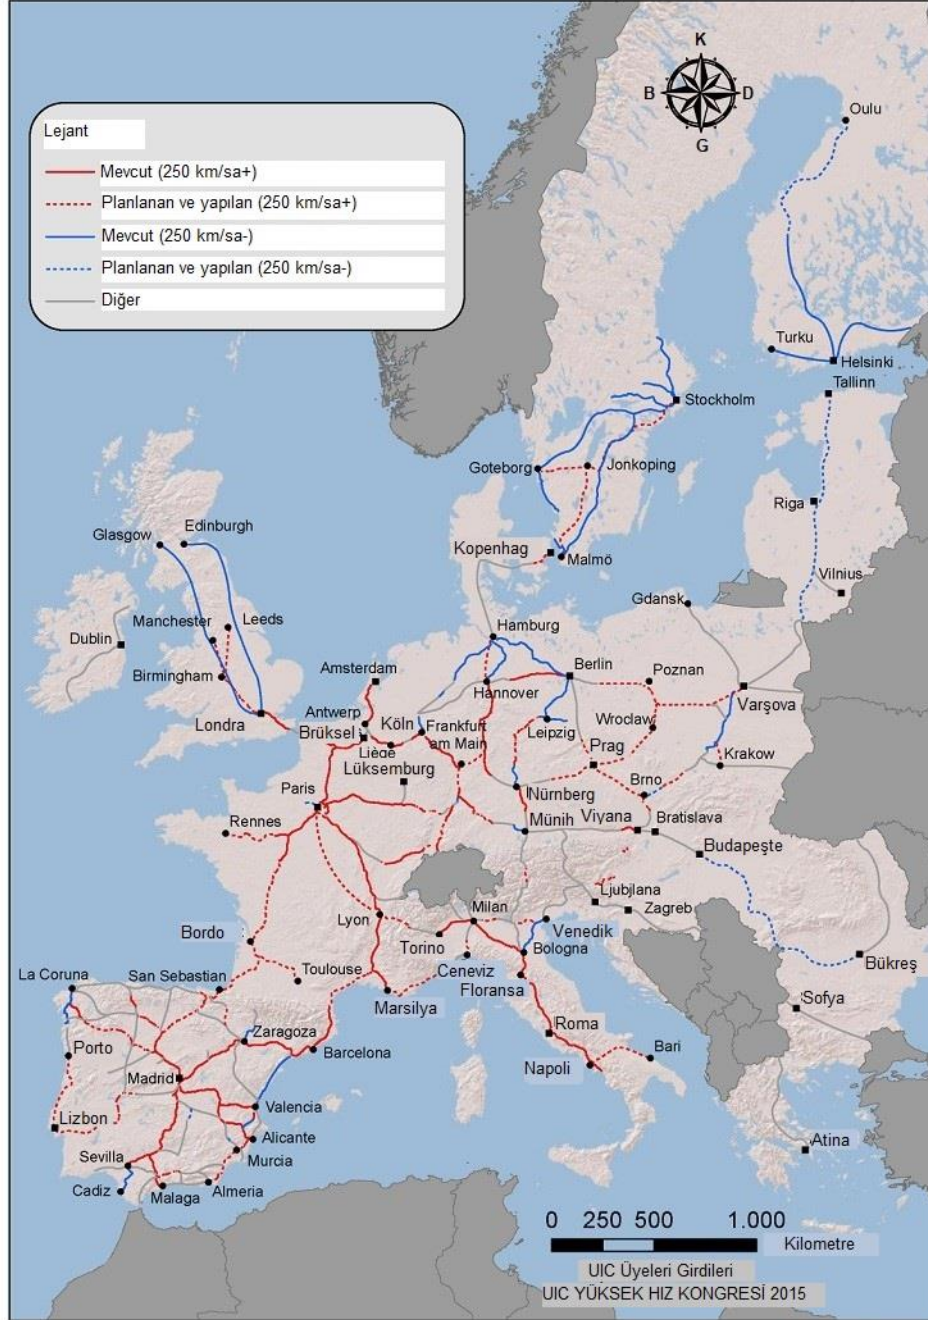 K
B D
G
Oulu
Lejant
Mevcut (250 km/sa+)
Planlanan ve yapılan (250 km/sa+)
Mevcut (250 km/sa-)
Planlanan ve yapılan (250 km/sa-)
Diğer
Turku
Helsinki
Tallinn
Stockholm
Goteborg
Jonkoping
Riga
Glasgow
Edinburgh
Kopenhag
Malmö
Vilnius
Gdansk
Manchester
Leeds
Hamburg
Dublin
Birmingham
Amsterdam
Berlin
Poznan
Hannover
Varşova
Londra
Antwerp
Köln
Frankfurt
am Main
Brüksel
Liège
Leipzig
Wroclaw
Lüksemburg
Prag
Krakow
Paris
Nürnberg
Brno
Rennes
Münih
Viyana
Bratislava
Budapeşte
Ljubjlana
Zagreb
Lyon
Milan
Venedik
Bordo
Torino
Bologna
La Coruna
San Sebastian
Toulouse
Ceneviz
Bükreş
Marsilya
Floransa
Sofya
Zaragoza
Roma
Porto
Barcelona
Bari
Madrid
Napoli
Lizbon
Valencia
Alicante
Atina
Sevilla
Murcia
Cadiz
Malaga
Almeria
0 250 500 1.000
Kilometre
UIC Üyeleri Girdileri
UIC YÜKSEK HIZ KONGRESİ 2015